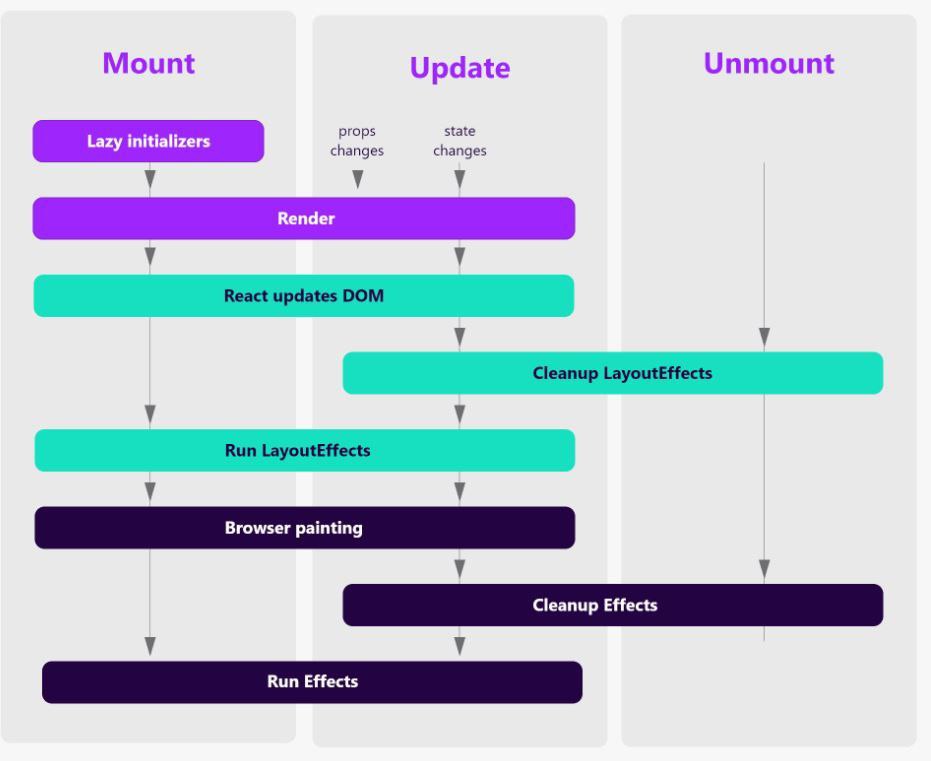 Mount
Update
Unmount
Lazy initializers
props
changes
state
changes
Render
React updates DOM
Cleanup LayoutEffects
Run LayoutEffects
Browser painting
Cleanup Effects
Run Effects